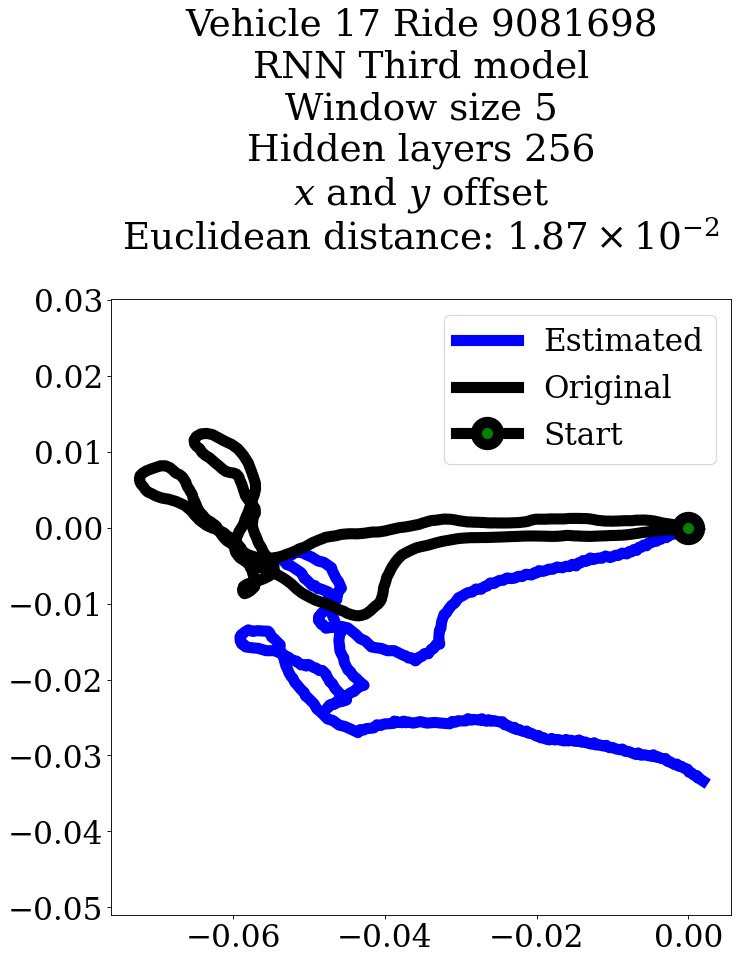 Vehicle 17 Ride 9081698
RNN Third model
Window size 5
Hidden layers 256
x and y offset
Euclidean distance: 1.87 × 10⁻²
0.03
0.02
0.01
0.00
−0.01
−0.02
−0.03
−0.04
−0.05
Estimated
Original
Start
−0.06 −0.04 −0.02 0.00